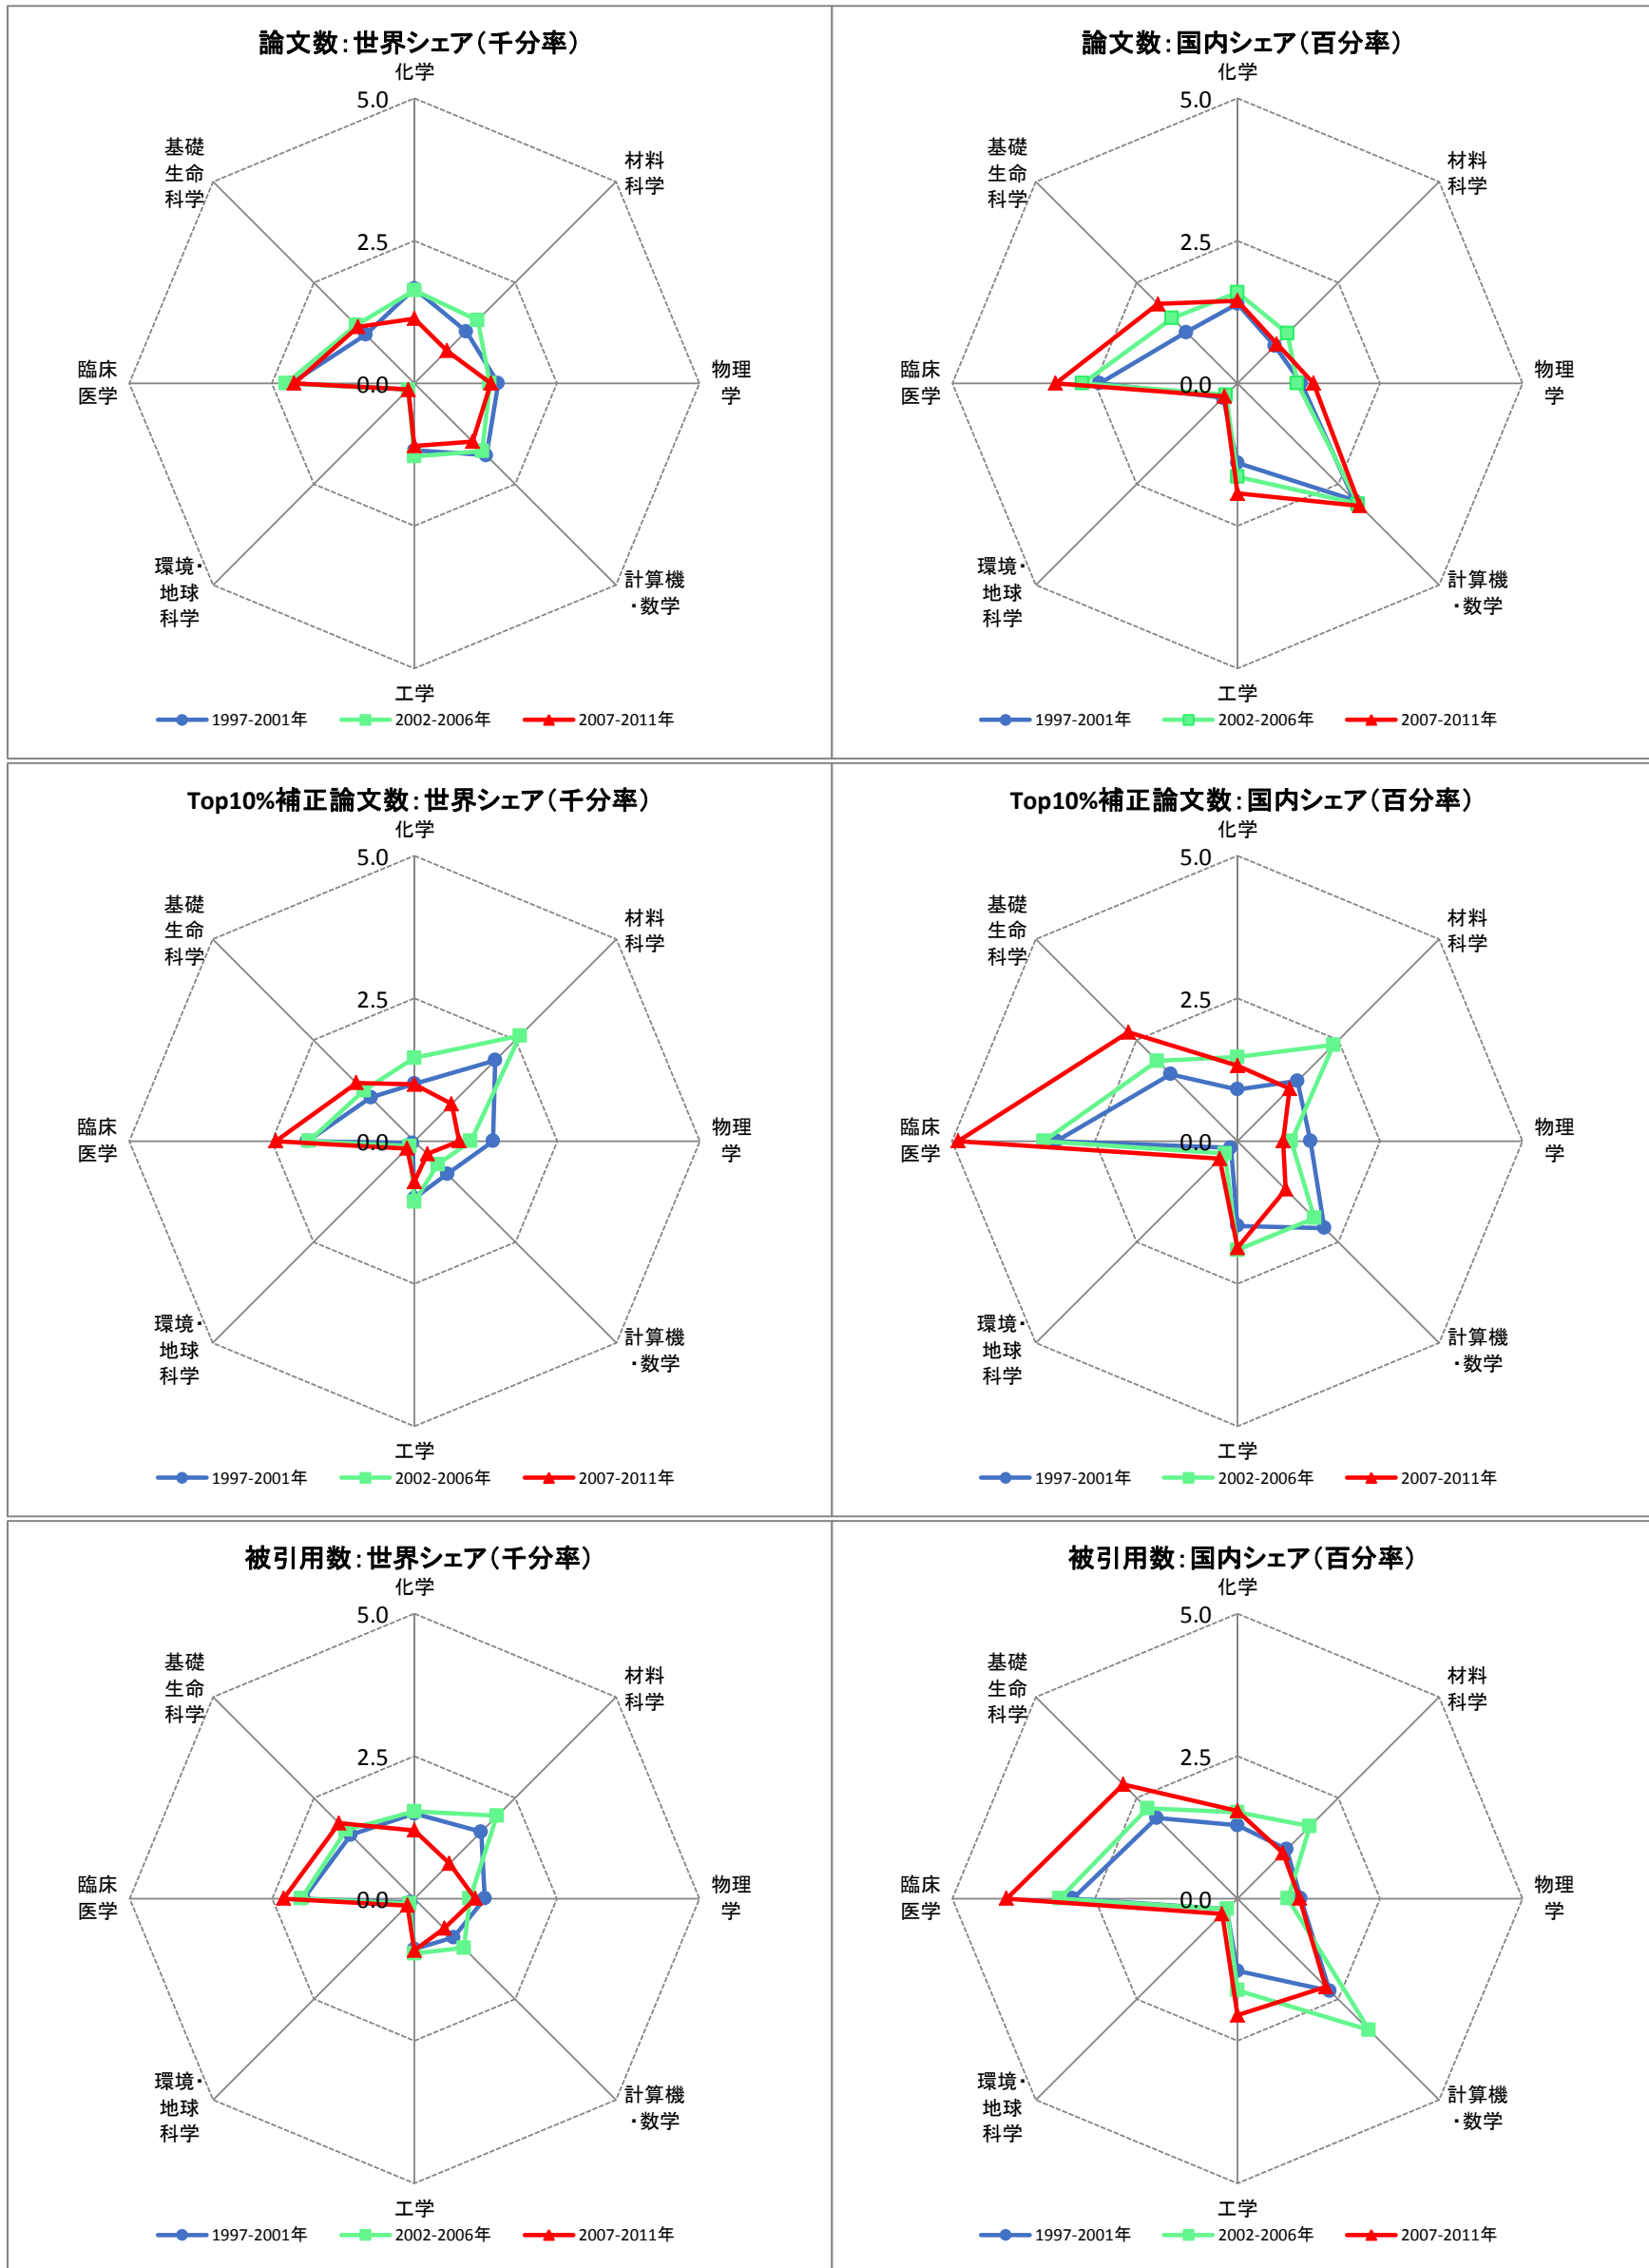 論文数：世界シェア（千分率）
化学
5.0
基礎
生命
科学
材料
科学
2.5
臨床
医学
0.0
物理
学
環境・
地球
科学
計算機
・数学
工学
1997-2001年
2002-2006年
2007-2011年
論文数：国内シェア（百分率）
化学
5.0
基礎
生命
科学
材料
科学
2.5
臨床
医学
0.0
物理
学
環境・
地球
科学
計算機
・数学
工学
1997-2001年
2002-2006年
2007-2011年
Top10%補正論文数：世界シェア（千分率）
化学
5.0
基礎
生命
科学
材料
科学
2.5
臨床
医学
0.0
物理
学
環境・
地球
科学
計算機
・数学
工学
1997-2001年
2002-2006年
2007-2011年
Top10%補正論文数：国内シェア（百分率）
化学
5.0
基礎
生命
科学
材料
科学
2.5
臨床
医学
0.0
物理
学
環境・
地球
科学
計算機
・数学
工学
1997-2001年
2002-2006年
2007-2011年
被引用数：世界シェア（千分率）
化学
5.0
基礎
生命
科学
材料
科学
2.5
臨床
医学
0.0
物理
学
環境・
地球
科学
計算機
・数学
工学
1997-2001年
2002-2006年
2007-2011年
被引用数：国内シェア（百分率）
化学
5.0
基礎
生命
科学
材料
科学
2.5
臨床
医学
0.0
物理
学
環境・
地球
科学
計算機
・数学
工学
1997-2001年
2002-2006年
2007-2011年